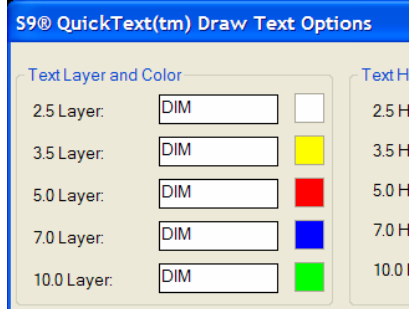 S9® QuickText(tm) Draw Text Options
Text Layer and Color
2.5 Layer: DIM
3.5 Layer: DIM
5.0 Layer: DIM
7.0 Layer: DIM
10.0 Layer: DIM
Text H
2.5 H
3.5 H
5.0 H
7.0 H
10.0